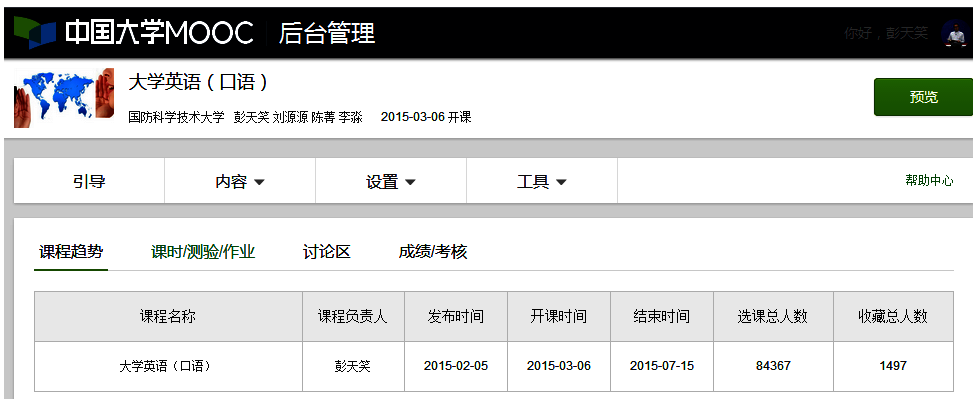 中国大学MOOC 后台管理 你好，彭天笑
大学英语（口语）
国防科学技术大学 彭天笑 刘源源 陈菁 李淼 2015-03-06 开课
预览
引导 内容 设置 工具 帮助中心
课程趋势 课时/测验/作业 讨论区 成绩/考核
课程名称 课程负责人 发布时间 开课时间 结束时间 选课总人数 收藏总人数
大学英语（口语） 彭天笑 2015-02-05 2015-03-06 2015-07-15 84367 1497